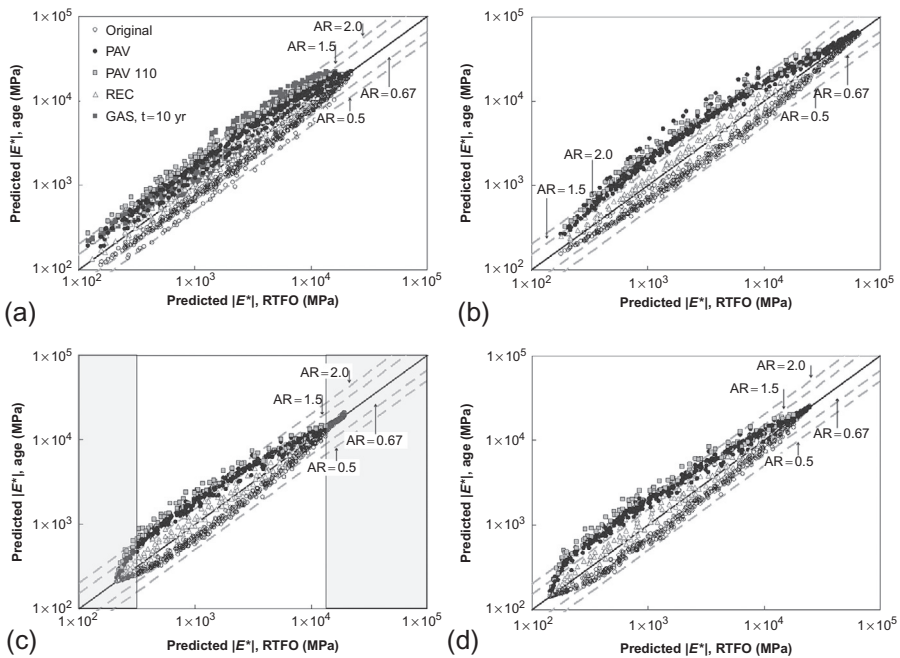 1×10⁵
1×10⁴
1×10³
1×10²
Predicted |E*|, age (MPa)
Original
PAV
PAV 110
REC
GAS, t=10 yr
AR=2.0
AR=1.5
AR=0.67
AR=0.5
1×10² 1×10³ 1×10⁴ 1×10⁵
Predicted |E*|, RTFO (MPa)
(a)
1×10⁵
1×10⁴
1×10³
1×10²
Predicted |E*|, age (MPa)
AR=0.67
AR=0.5
AR=2.0
AR=1.5
1×10² 1×10³ 1×10⁴ 1×10⁵
Predicted |E*|, RTFO (MPa)
(b)
1×10⁵
1×10⁴
1×10³
1×10²
Predicted |E*|, age (MPa)
AR=2.0
AR=1.5
AR=0.67
AR=0.5
1×10² 1×10³ 1×10⁴ 1×10⁵
Predicted |E*|, RTFO (MPa)
(c)
1×10⁵
1×10⁴
1×10³
1×10²
Predicted |E*|, age (MPa)
AR=2.0
AR=1.5
AR=0.67
AR=0.5
1×10² 1×10³ 1×10⁴ 1×10⁵
Predicted |E*|, RTFO (MPa)
(d)